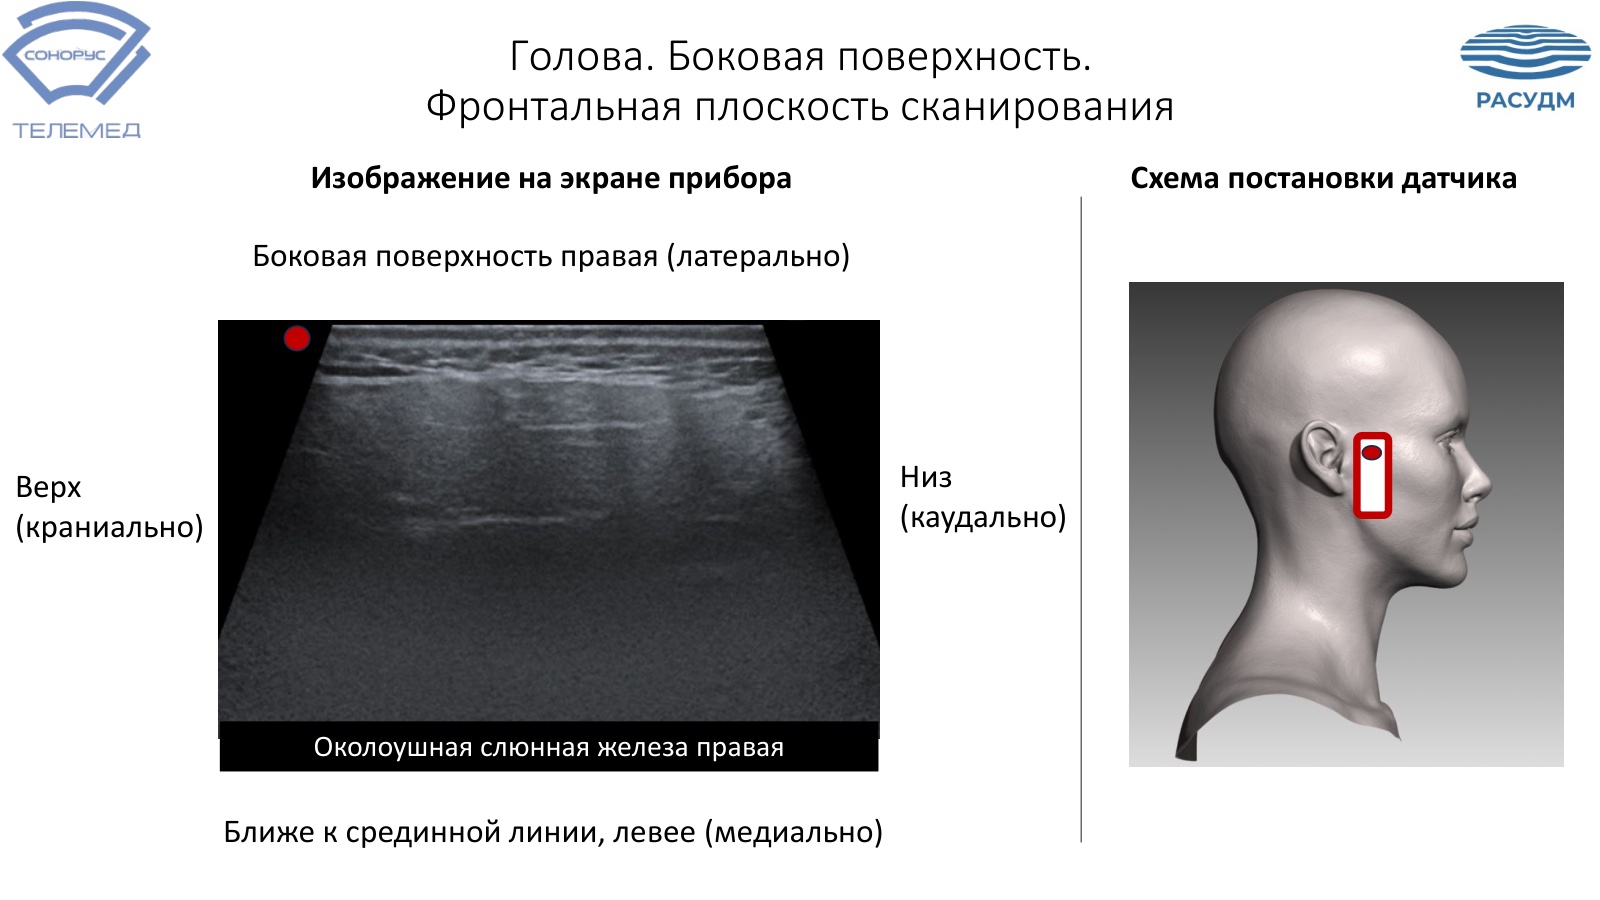 СОНОРУС
ТЕЛЕМЕД
Голова. Боковая поверхность.
Фронтальная плоскость сканирования
РАСУДМ
Изображение на экране прибора
Схема постановки датчика
Боковая поверхность правая (латерально)
Верх
(краниально)
Низ
(каудально)
Околоушная слюнная железа правая
Ближе к срединной линии, левее (медиально)